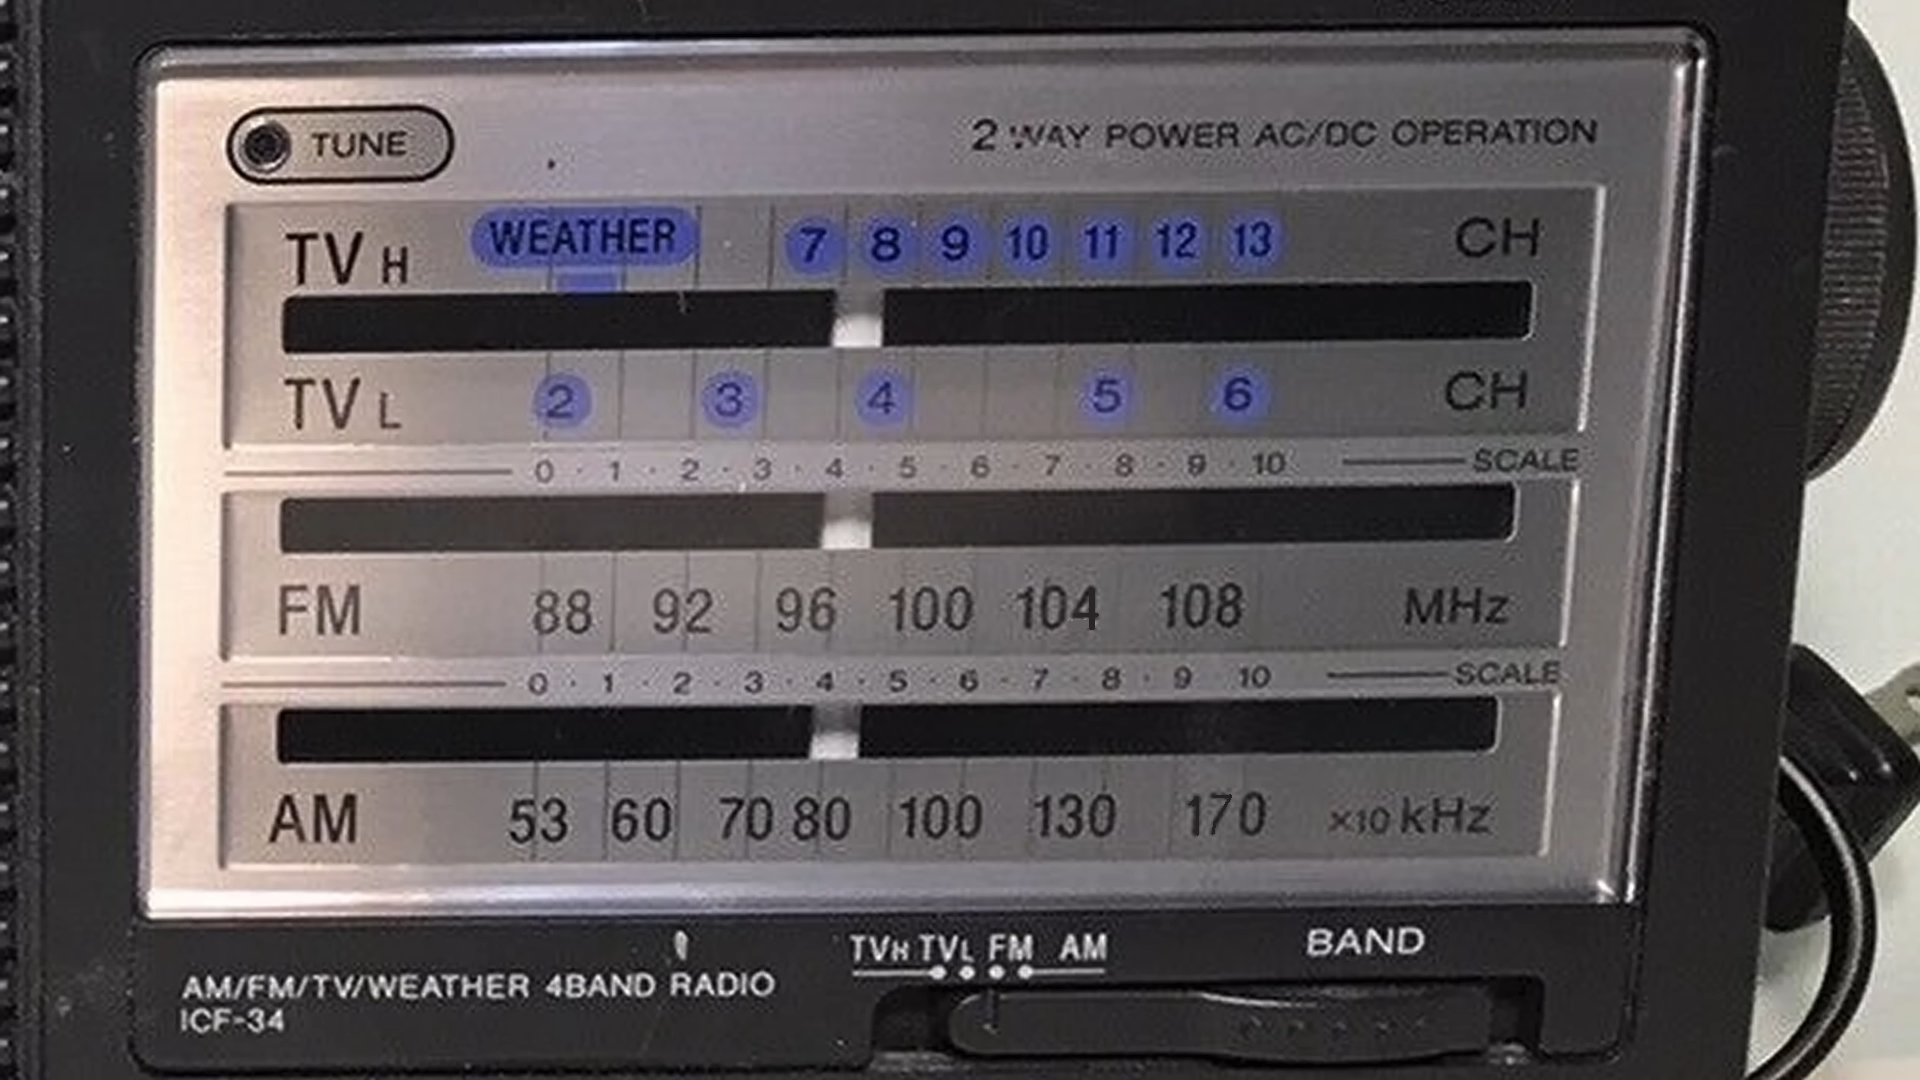 TUNE
2 WAY POWER AC/DC OPERATION
TV H WEATHER 7 8 9 10 11 12 13 CH
TV L 2 3 4 5 6 CH
0 · 1 · 2 · 3 · 4 · 5 · 6 · 7 · 8 · 9 · 10 SCALE
FM 88 92 96 100 104 108 MHz
0 · 1 · 2 · 3 · 4 · 5 · 6 · 7 · 8 · 9 · 10 SCALE
AM 53 60 70 80 100 130 170 ×10 kHz
TVH TVL FM AM BAND
AM/FM/TV/WEATHER 4BAND RADIO
ICF-34